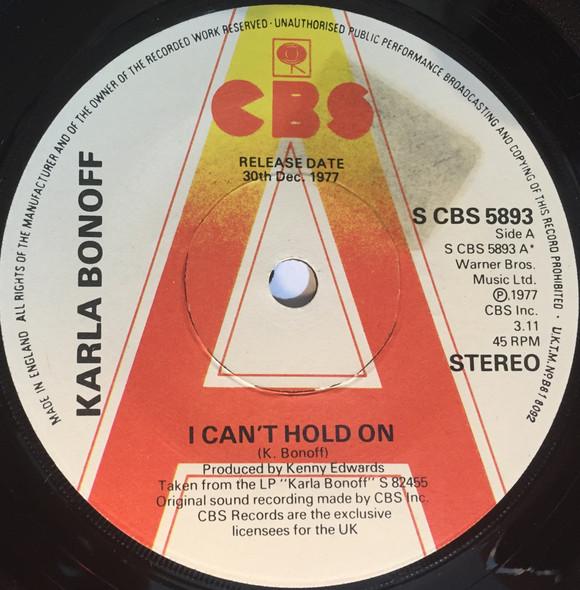 MADE IN ENGLAND ALL RIGHTS OF THE MANUFACTURER AND OF THE OWNER OF THE RECORDED WORK RESERVED · UNAUTHORISED PUBLIC PERFORMANCE BROADCASTING AND COPYING OF THIS RECORD PROHIBITED · U.K.T.M. Nº B818092
CBS
RELEASE DATE
30th Dec. 1977
KARLA BONOFF
S CBS 5893
Side A
S CBS 5893 A*
Warner Bros.
Music Ltd.
Ⓟ1977
CBS Inc.
3.11
45 RPM
STEREO
A
I CAN'T HOLD ON
(K. Bonoff)
Produced by Kenny Edwards
Taken from the LP "Karla Bonoff" S 82455
Original sound recording made by CBS Inc.
CBS Records are the exclusive
licensees for the UK